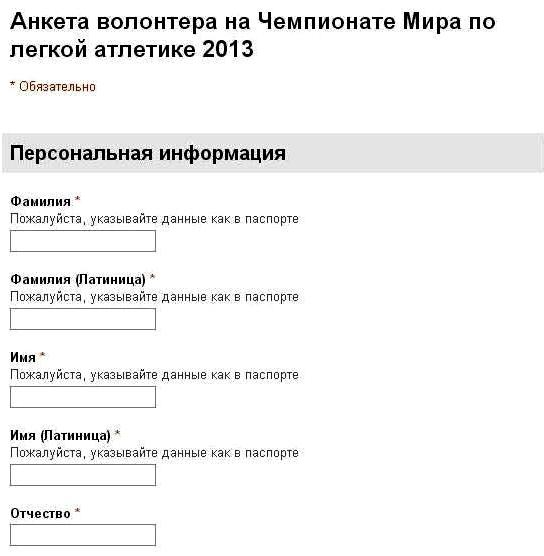 Анкета волонтера на Чемпионате Мира по
легкой атлетике 2013
* Обязательно
Персональная информация
Фамилия *
Пожалуйста, указывайте данные как в паспорте
Фамилия (Латиница) *
Пожалуйста, указывайте данные как в паспорте
Имя *
Пожалуйста, указывайте данные как в паспорте
Имя (Латиница) *
Пожалуйста, указывайте данные как в паспорте
Отчество *